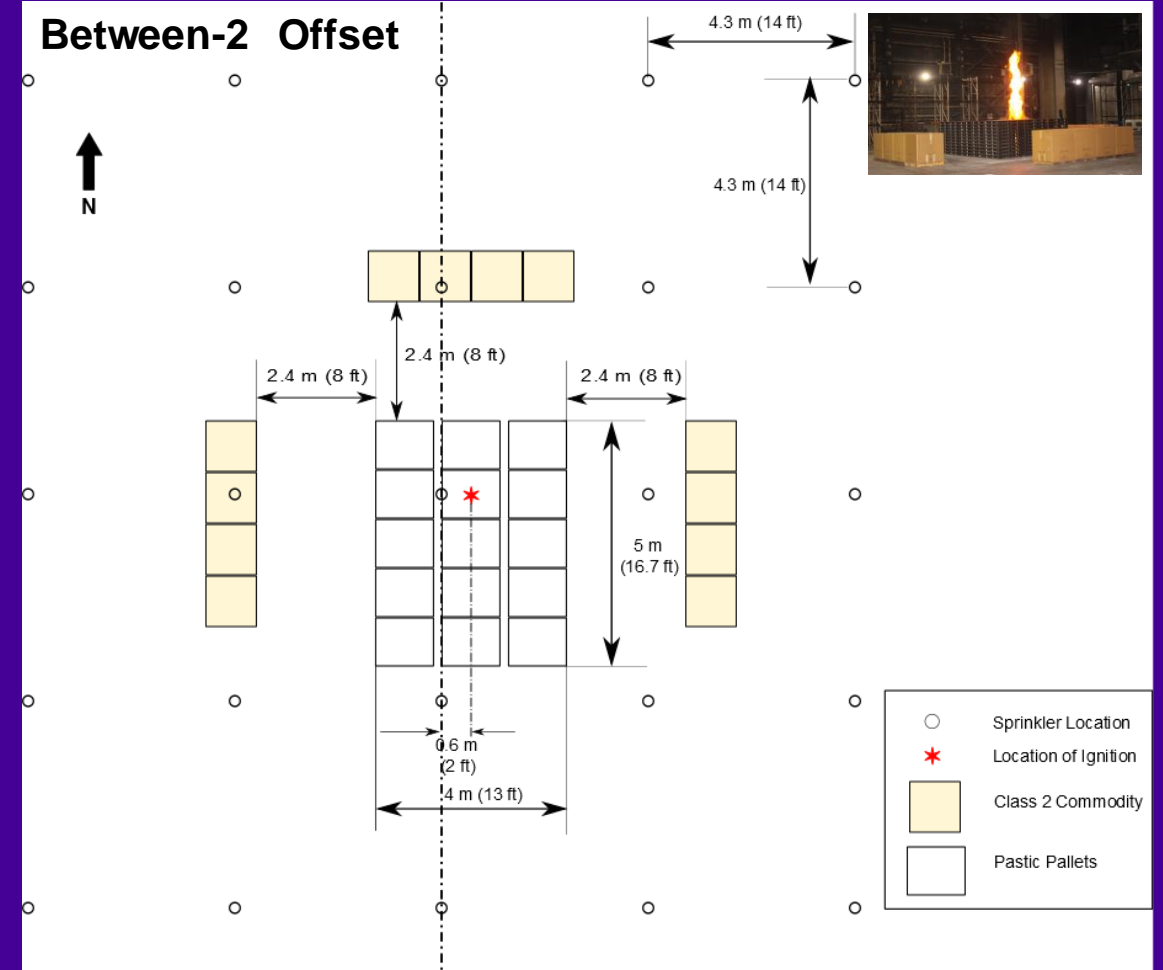 Between-2 Offset
4.3 m (14 ft)
N
4.3 m (14 ft)
2.4 m (8 ft)
2.4 m (8 ft)
2.4 m (8 ft)
5 m
(16.7 ft)
0.6 m
(2 ft)
4 m (13 ft)
Sprinkler Location
Location of Ignition
Class 2 Commodity
Pastic Pallets